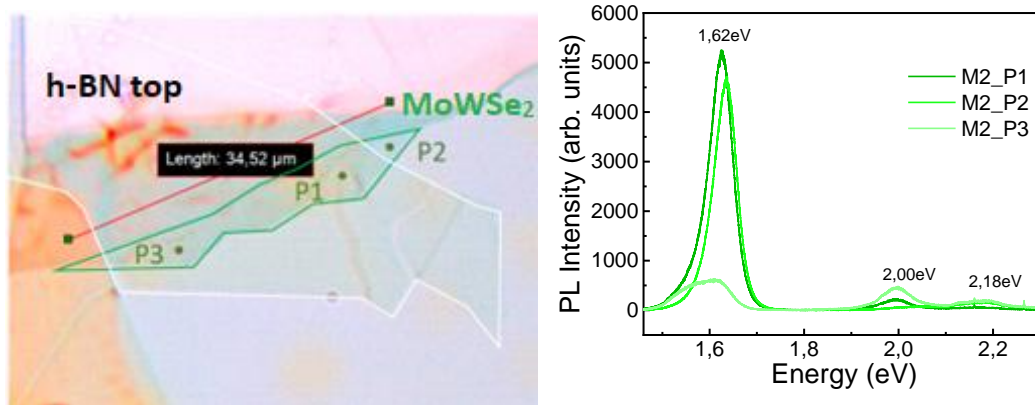 h-BN top
MoWSe₂
Length: 34,52 µm
P2
P1
P3
6000
5000
4000
3000
2000
1000
0
PL Intensity (arb. units)
1,62eV
2,00eV
2,18eV
M2_P1
M2_P2
M2_P3
1,6
1,8
2,0
2,2
Energy (eV)